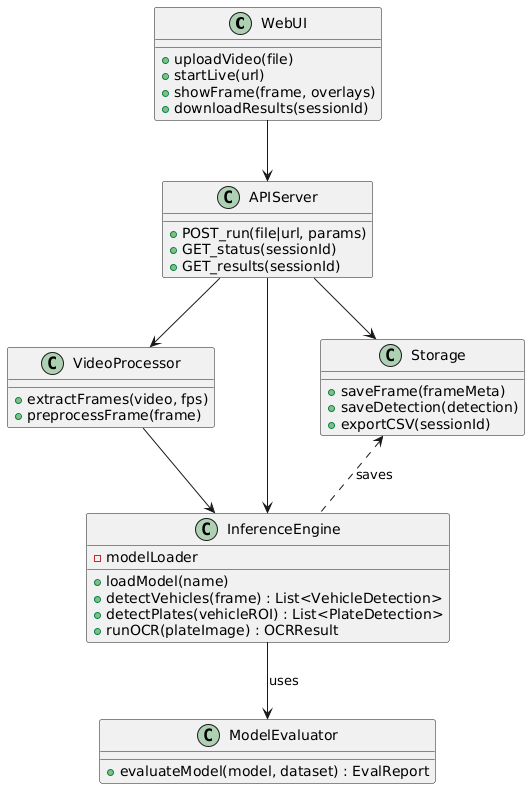 C WebUI
uploadVideo(file)
startLive(url)
showFrame(frame, overlays)
downloadResults(sessionId)
C APIServer
POST_run(file|url, params)
GET_status(sessionId)
GET_results(sessionId)
C VideoProcessor
extractFrames(video, fps)
preprocessFrame(frame)
C Storage
saveFrame(frameMeta)
saveDetection(detection)
exportCSV(sessionId)
saves
C InferenceEngine
modelLoader
loadModel(name)
detectVehicles(frame) : List<VehicleDetection>
detectPlates(vehicleROI) : List<PlateDetection>
runOCR(plateImage) : OCRResult
uses
C ModelEvaluator
evaluateModel(model, dataset) : EvalReport